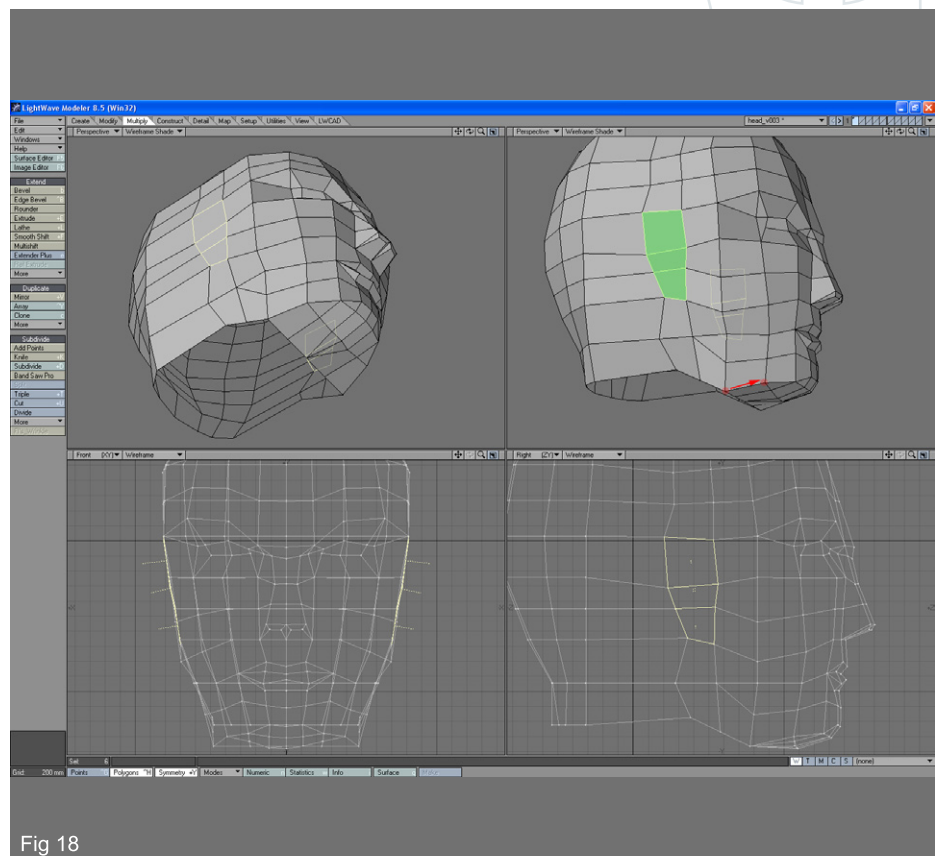 LightWave Modeler 8.5 (Win32)
File
Edit
Windows
Help
Surface Editor
Image Editor
Create Modify Multiply Construct Detail Map Setup Utilities View LWCAD
head_v003 *
1
Perspective Wireframe Shade
Perspective Wireframe Shade
Extend
Bevel
Edge Bevel
Rounder
Extrude
Lathe
Smooth Shift
Multishift
Extender Plus
More
Duplicate
Mirror
Array
Clone
More
Subdivide
Add Points
Knife
Subdivide
Band Saw Pro
Triple
Cut
Divide
More
Front (XY) Wireframe
Right (ZY) Wireframe
Sel: 6
Grid: 200 mm
Points Polygons ^H Symmetry +Y Modes Numeric Statistics Info Surface
W T M C S (none)
Fig 18